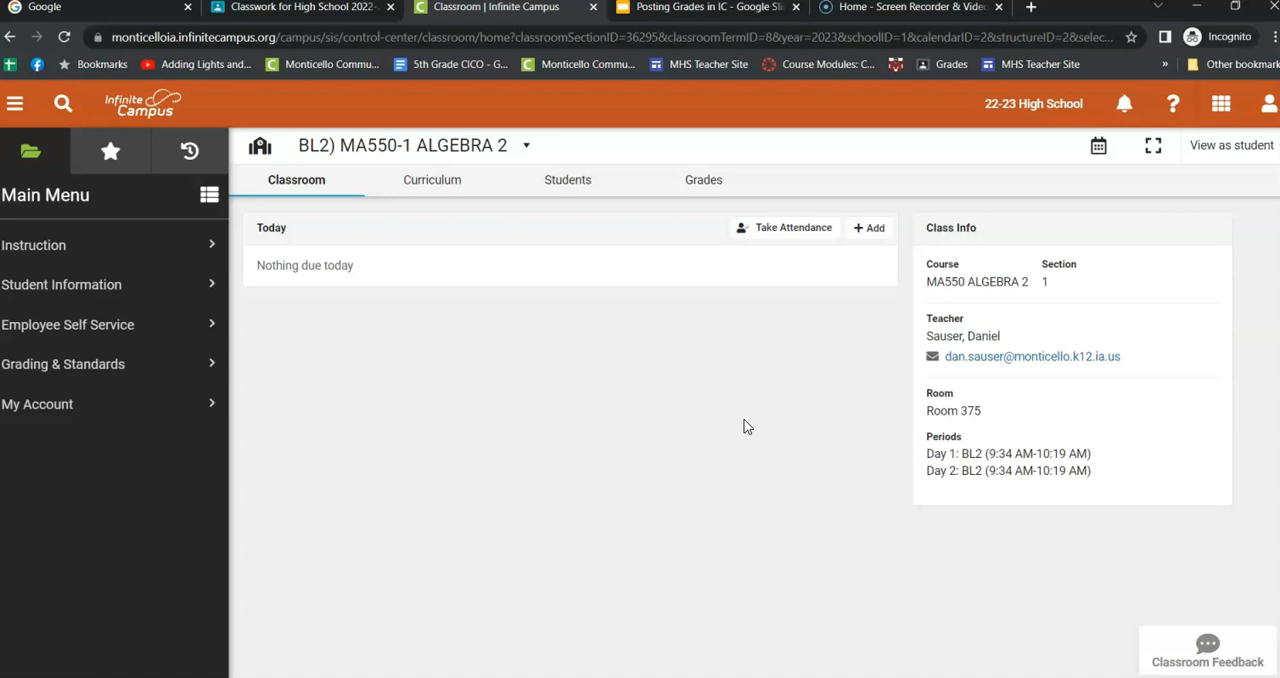 Google
Classwork for High School 2022-
Classroom | Infinite Campus
Posting Grades in IC - Google Sli
Home - Screen Recorder & Vide
monticelloia.infinitecampus.org/campus/sis/control-center/classroom/home?classroomSectionID=36295&classroomTermID=8&year=2023&schoolID=1&calendarID=2&structureID=2&selec...
Incognito
Bookmarks
Adding Lights and...
Monticello Commu...
5th Grade CICO - G...
Monticello Commu...
MHS Teacher Site
Course Modules: C...
Grades
MHS Teacher Site
»
Other bookmark
Infinite Campus
22-23 High School
BL2) MA550-1 ALGEBRA 2
View as student
Main Menu
Classroom Curriculum Students Grades
Instruction
Student Information
Employee Self Service
Grading & Standards
My Account
Today
Take Attendance
+ Add
Nothing due today
Class Info
Course Section
MA550 ALGEBRA 2 1
Teacher
Sauser, Daniel
dan.sauser@monticello.k12.ia.us
Room
Room 375
Periods
Day 1: BL2 (9:34 AM-10:19 AM)
Day 2: BL2 (9:34 AM-10:19 AM)
Classroom Feedback